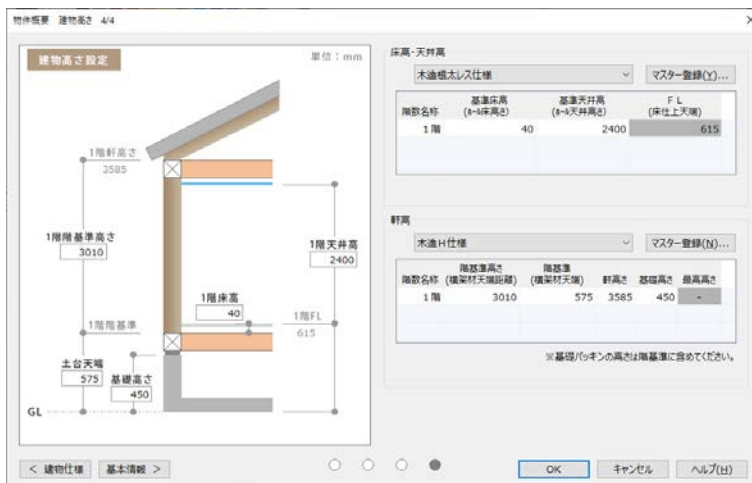 物件概要 建物高さ 4/4
建物高さ設定
単位：mm
1階軒高さ
3585
1階階基準高さ
3010
1階天井高
2400
1階床高
40
1階FL
615
1階階基準
土台天端
575
基礎高さ
450
GL
床高・天井高
木造根太レス仕様
マスター登録(Y)...
階数名称 基準床高 (ﾎｰﾙ床高さ) 基準天井高 (ﾎｰﾙ天井高さ) FL (床仕上天端)
1階 40 2400 615
軒高
木造H仕様
マスター登録(N)...
階数名称 階基準高さ (横架材天端距離) 階基準 (横架材天端) 軒高さ 基礎高さ 最高高さ
1階 3010 575 3585 450 -
※基礎パッキンの高さは階基準に含めてください。
< 建物仕様
基本情報 >
OK
キャンセル
ヘルプ(H)